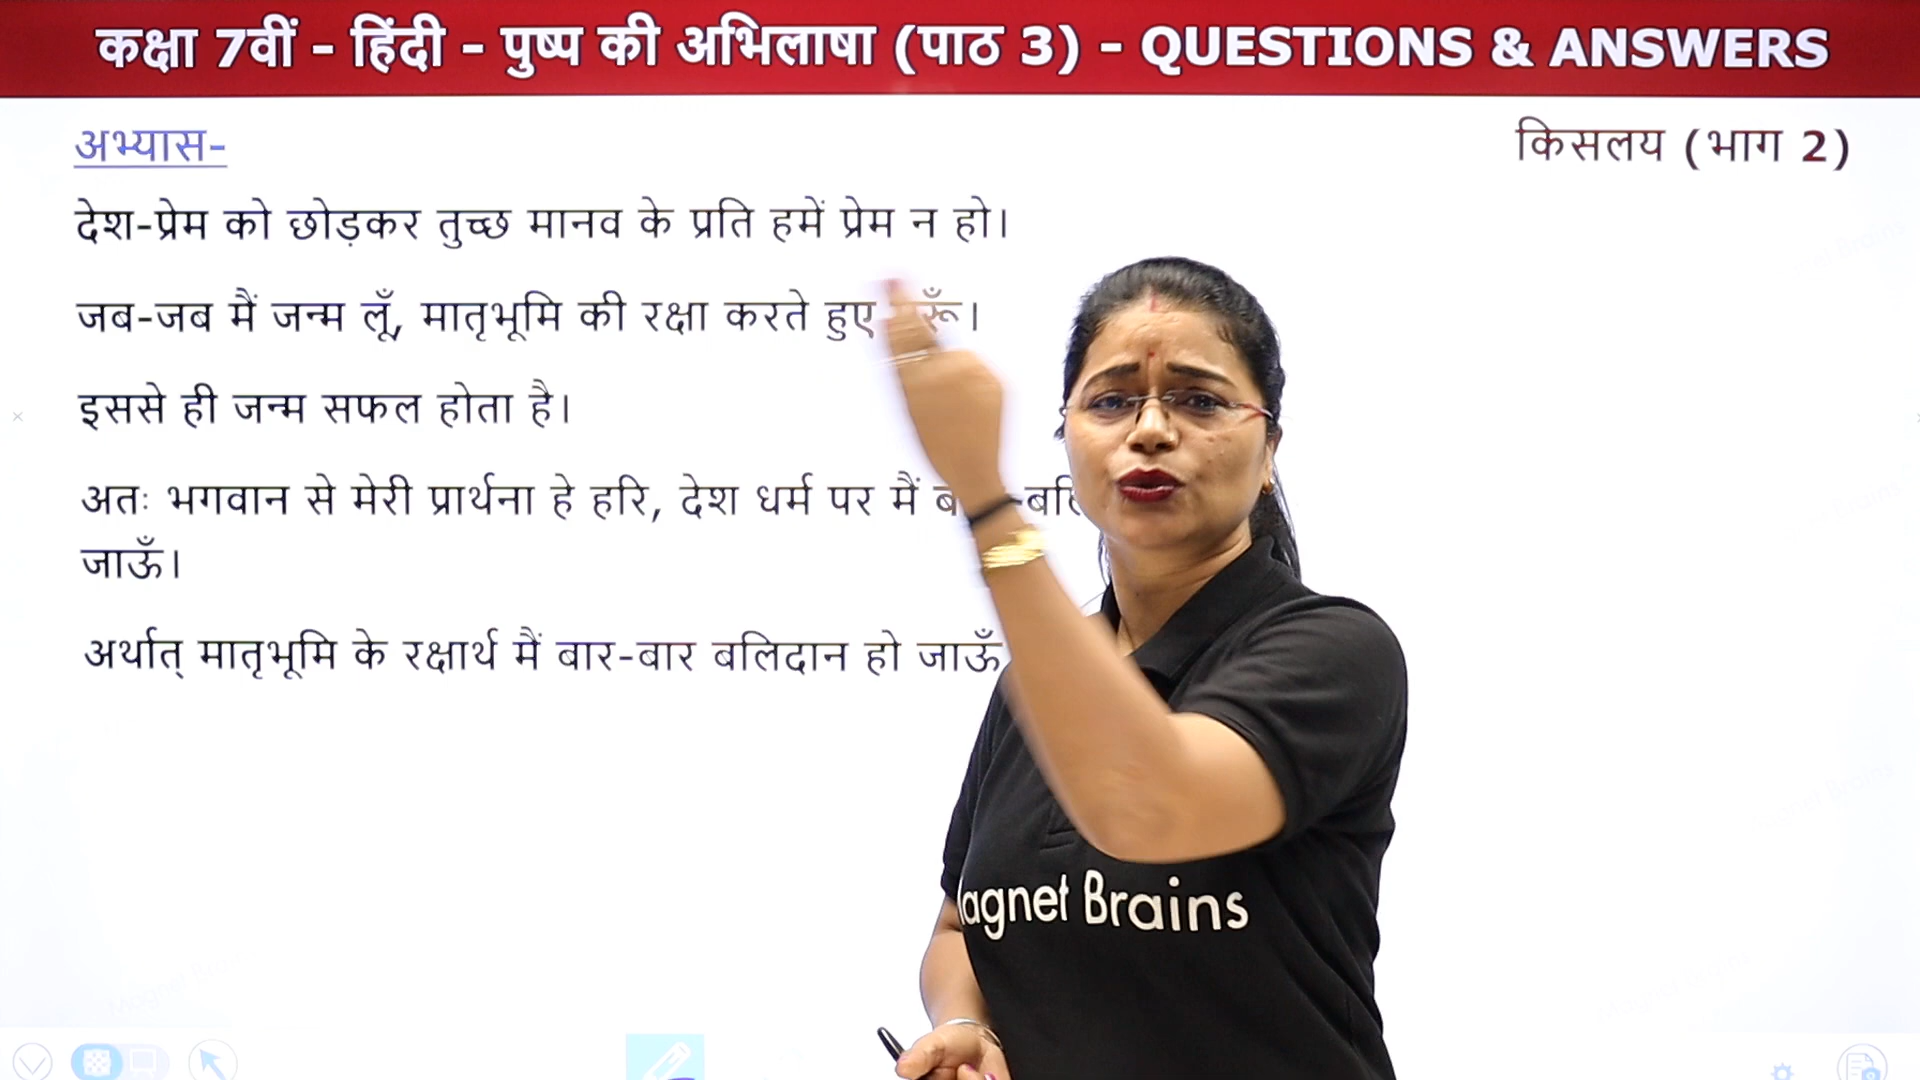 कक्षा 7वीं - हिंदी - पुष्प की अभिलाषा (पाठ 3) - QUESTIONS & ANSWERS
अभ्यास-
किसलय (भाग 2)
देश-प्रेम को छोड़कर तुच्छ मानव के प्रति हमें प्रेम न हो।
जब-जब मैं जन्म लूँ, मातृभूमि की रक्षा करते हुए
इससे ही जन्म सफल होता है।
अतः भगवान से मेरी प्रार्थना हे हरि, देश धर्म पर मैं
जाऊँ।
अर्थात् मातृभूमि के रक्षार्थ मैं बार-बार बलिदान हो जाऊँ
Brains